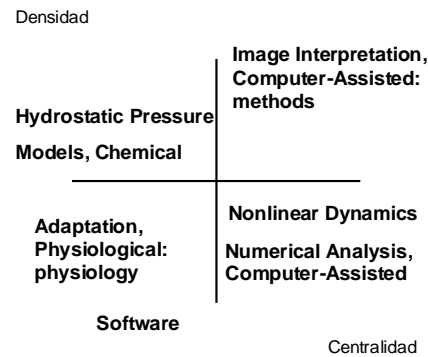 Densidad
Image Interpretation,
Computer-Assisted:
methods
Hydrostatic Pressure
Models, Chemical
Nonlinear Dynamics
Adaptation,
Physiological:
physiology
Numerical Analysis,
Computer-Assisted
Software
Centralidad